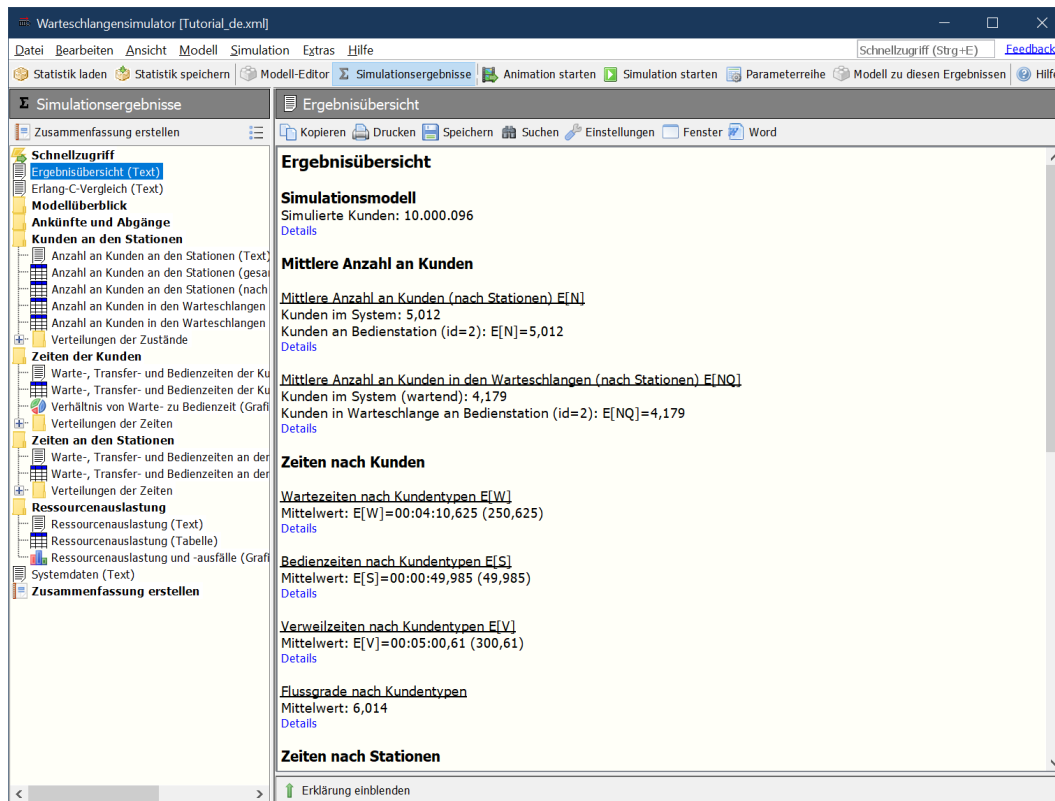 Warteschlangensimulator [Tutorial_de.xml]
Datei Bearbeiten Ansicht Modell Simulation Extras Hilfe
Schnellzugriff (Strg+E)
Feedback
Statistik laden Statistik speichern Modell-Editor Σ Simulationsergebnisse Animation starten Simulation starten Parameterreihe Modell zu diesen Ergebnissen Hilfe
Σ Simulationsergebnisse
Zusammenfassung erstellen
Schnellzugriff
Ergebnisübersicht (Text)
Erlang-C-Vergleich (Text)
Modellüberblick
Ankünfte und Abgänge
Kunden an den Stationen
Anzahl an Kunden an den Stationen (Text)
Anzahl an Kunden an den Stationen (gesa
Anzahl an Kunden an den Stationen (nach
Anzahl an Kunden in den Warteschlangen
Anzahl an Kunden in den Warteschlangen
Verteilungen der Zustände
Zeiten der Kunden
Warte-, Transfer- und Bedienzeiten der Ku
Warte-, Transfer- und Bedienzeiten der Ku
Verhältnis von Warte- zu Bedienzeit (Grafi
Verteilungen der Zeiten
Zeiten an den Stationen
Warte-, Transfer- und Bedienzeiten an der
Warte-, Transfer- und Bedienzeiten an der
Verteilungen der Zeiten
Ressourcenauslastung
Ressourcenauslastung (Text)
Ressourcenauslastung (Tabelle)
Ressourcenauslastung und -ausfälle (Grafi
Systemdaten (Text)
Zusammenfassung erstellen
Ergebnisübersicht
Kopieren Drucken Speichern Suchen Einstellungen Fenster Word
Ergebnisübersicht
Simulationsmodell
Simulierte Kunden: 10.000.096
Details
Mittlere Anzahl an Kunden
Mittlere Anzahl an Kunden (nach Stationen) E[N]
Kunden im System: 5,012
Kunden an Bedienstation (id=2): E[N]=5,012
Details
Mittlere Anzahl an Kunden in den Warteschlangen (nach Stationen) E[NQ]
Kunden im System (wartend): 4,179
Kunden in Warteschlange an Bedienstation (id=2): E[NQ]=4,179
Details
Zeiten nach Kunden
Wartezeiten nach Kundentypen E[W]
Mittelwert: E[W]=00:04:10,625 (250,625)
Details
Bedienzeiten nach Kundentypen E[S]
Mittelwert: E[S]=00:00:49,985 (49,985)
Details
Verweilzeiten nach Kundentypen E[V]
Mittelwert: E[V]=00:05:00,61 (300,61)
Details
Flussgrade nach Kundentypen
Mittelwert: 6,014
Details
Zeiten nach Stationen
Erklärung einblenden